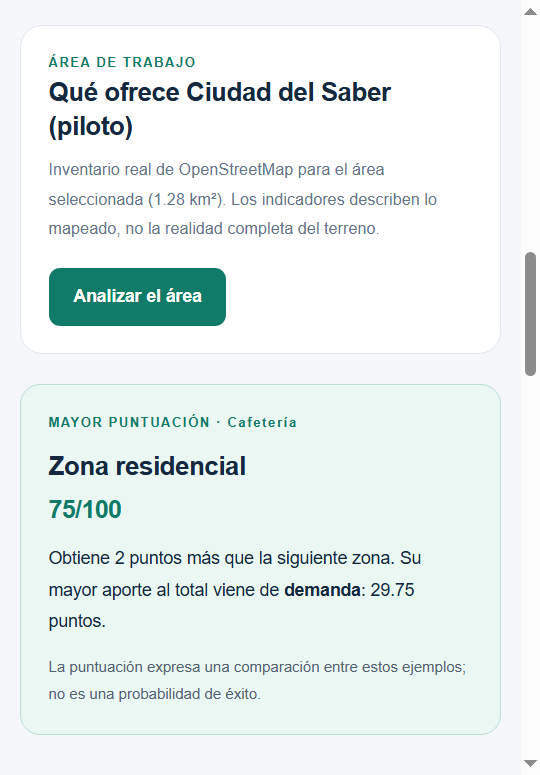 ÁREA DE TRABAJO
Qué ofrece Ciudad del Saber
(piloto)
Inventario real de OpenStreetMap para el área
seleccionada (1.28 km²). Los indicadores describen lo
mapeado, no la realidad completa del terreno.
Analizar el área
MAYOR PUNTUACIÓN · Cafetería
Zona residencial
75/100
Obtiene 2 puntos más que la siguiente zona. Su
mayor aporte al total viene de demanda: 29.75
puntos.
La puntuación expresa una comparación entre estos ejemplos;
no es una probabilidad de éxito.